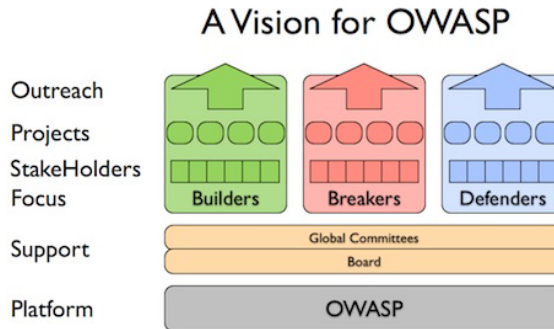 A Vision for OWASP
Outreach
Projects
StakeHolders
Focus
Builders
Breakers
Defenders
Support
Global Committees
Board
Platform
OWASP